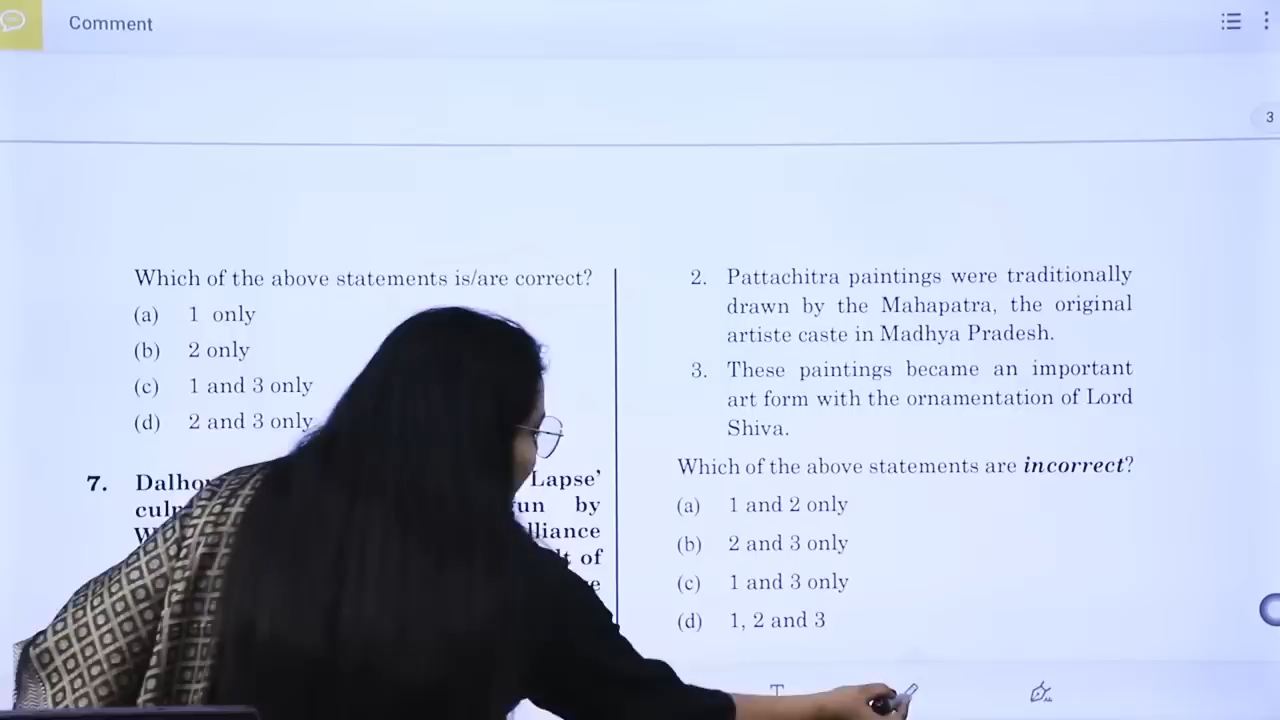 Comment
3
Which of the above statements is/are correct?
(a) 1 only
(b) 2 only
(c) 1 and 3 only
(d) 2 and 3 only
7. Lapse’
by
of
2. Pattachitra paintings were traditionally
drawn by the Mahapatra, the original
artiste caste in Madhya Pradesh.
3. These paintings became an important
art form with the ornamentation of Lord
Shiva.
Which of the above statements are incorrect?
(a) 1 and 2 only
(b) 2 and 3 only
(c) 1 and 3 only
(d) 1, 2 and 3